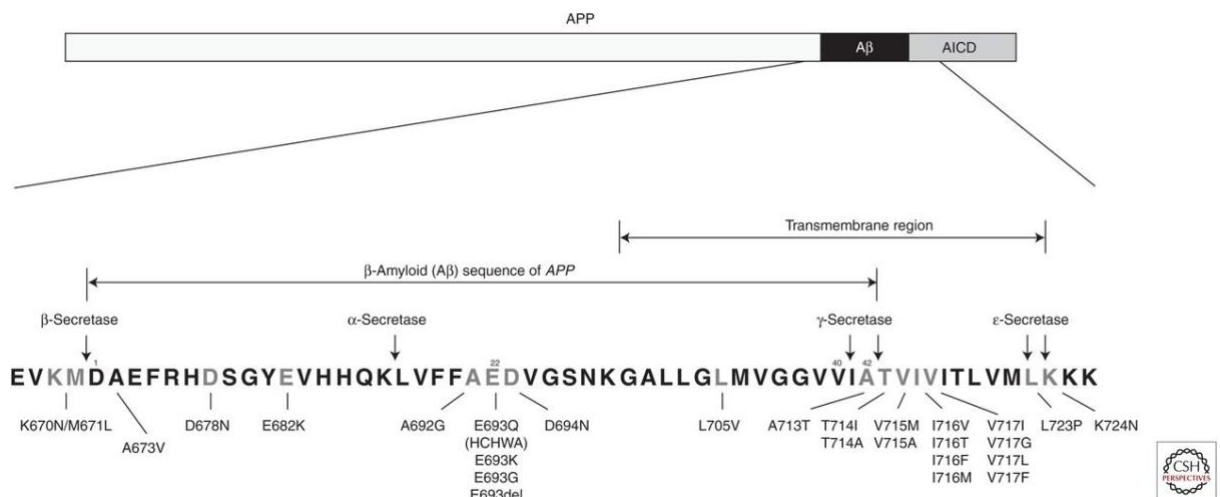 APP
Aβ AICD
Transmembrane region
β-Amyloid (Aβ) sequence of APP
β-Secretase α-Secretase γ-Secretase ε-Secretase
1 22 40 42
EVKMDAEFRHDSGYEVHHQKLVFFAEDVGSNKGALLGLMVGGVVIATVIVITLVMLKKK
K670N/M671L A673V D678N E682K A692G E693Q D694N L705V A713T T714I V715M I716V V717I L723P K724N
(HCHWA) T714A V715A I716T V717G
E693K I716F V717L
E693G I716M V717F
E693del
CSH
PERSPECTIVES